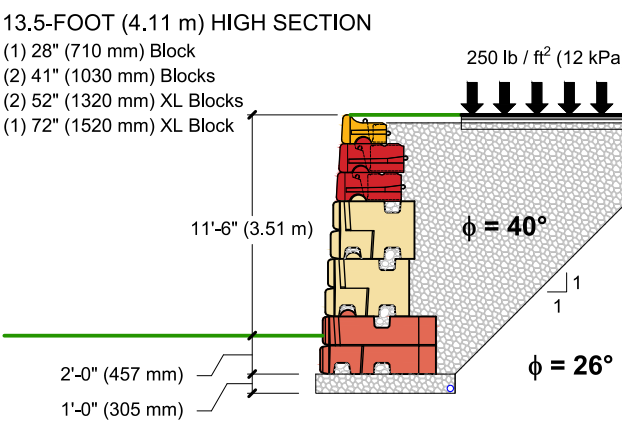 13.5-FOOT (4.11 m) HIGH SECTION
(1) 28" (710 mm) Block
(2) 41" (1030 mm) Blocks
(2) 52" (1320 mm) XL Blocks
(1) 72" (1520 mm) XL Block
250 lb / ft² (12 kPa
11'-6" (3.51 m)
ϕ = 40°
1
1
ϕ = 26°
2'-0" (457 mm)
1'-0" (305 mm)